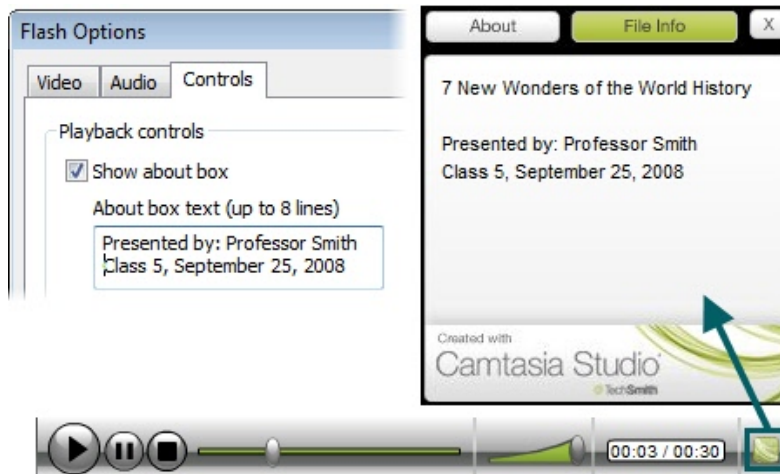 Flash Options
Video Audio Controls
Playback controls
Show about box
About box text (up to 8 lines)
Presented by: Professor Smith
Class 5, September 25, 2008
About File Info X
7 New Wonders of the World History
Presented by: Professor Smith
Class 5, September 25, 2008
Created with
Camtasia Studio
TechSmith
00:03 / 00:30